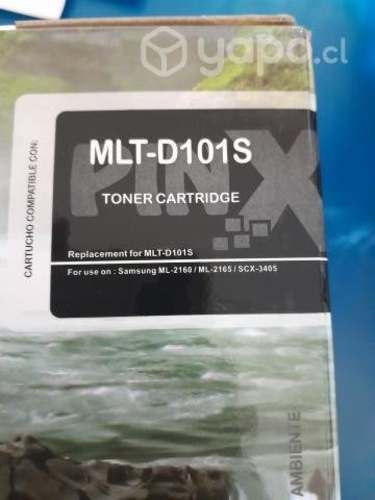 yapo.cl
CARTUCHO COMPATIBLE CON:
MLT-D101S
PINX
TONER CARTRIDGE
Replacement for MLT-D101S
For use on : Samsung ML-2160 / ML-2165 / SCX-3405
AMBIENTE